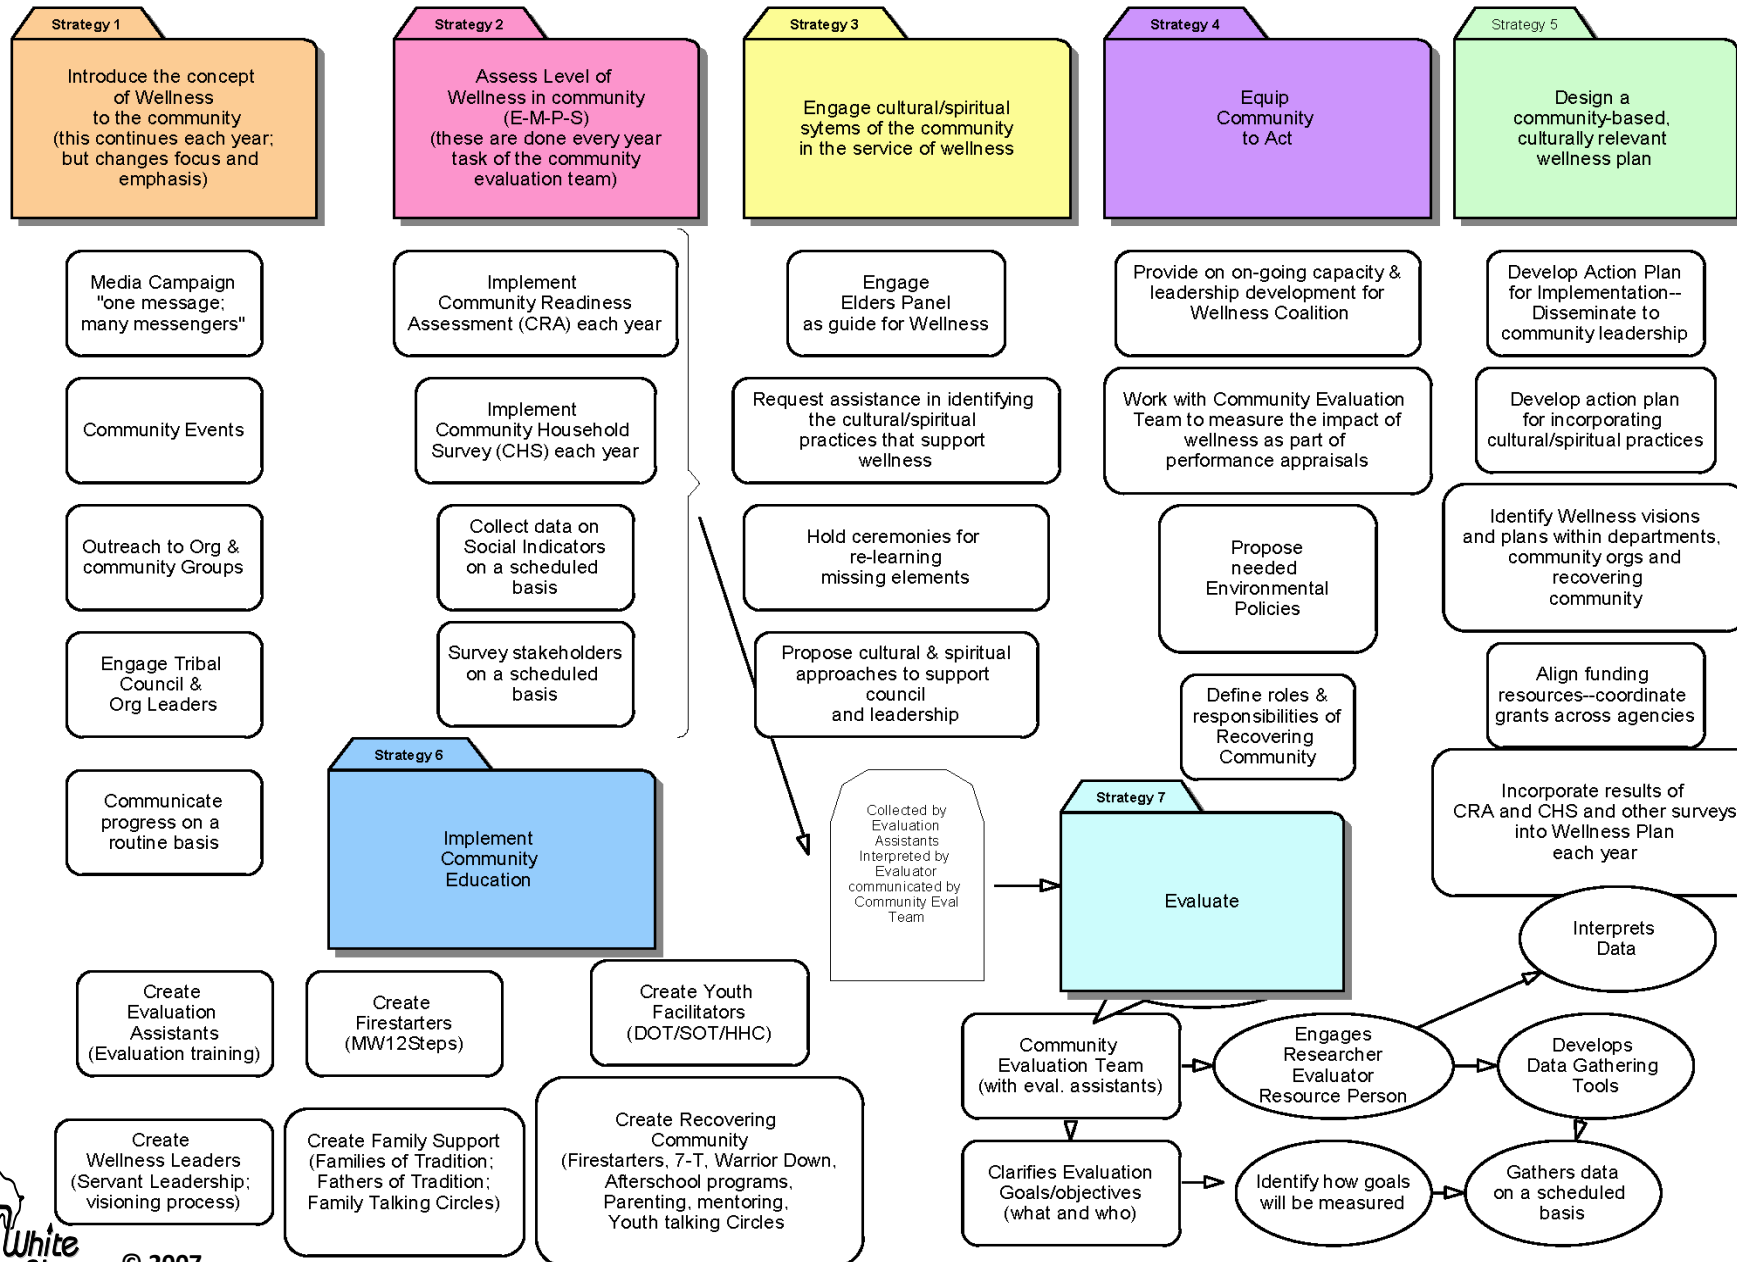 Strategy 1
Introduce the concept
of Wellness
to the community
(this continues each year;
but changes focus and
emphasis)
Strategy 2
Assess Level of
Wellness in community
(E-M-P-S)
(these are done every year
task of the community
evaluation team)
Strategy 3
Engage cultural/spiritual
sytems of the community
in the service of wellness
Strategy 4
Equip
Community
to Act
Strategy 5
Design a
community-based,
culturally relevant
wellness plan
Media Campaign
"one message;
many messengers"
Community Events
Outreach to Org &
community Groups
Engage Tribal
Council &
Org Leaders
Communicate
progress on a
routine basis
Implement
Community Readiness
Assessment (CRA) each year
Implement
Community Household
Survey (CHS) each year
Collect data on
Social Indicators
on a scheduled
basis
Survey stakeholders
on a scheduled
basis
Engage
Elders Panel
as guide for Wellness
Request assistance in identifying
the cultural/spiritual
practices that support
wellness
Hold ceremonies for
re-learning
missing elements
Propose cultural & spiritual
approaches to support
council
and leadership
Provide on on-going capacity &
leadership development for
Wellness Coalition
Work with Community Evaluation
Team to measure the impact of
wellness as part of
performance appraisals
Propose
needed
Environmental
Policies
Define roles &
responsibilities of
Recovering
Community
Develop Action Plan
for Implementation--
Disseminate to
community leadership
Develop action plan
for incorporating
cultural/spiritual practices
Identify Wellness visions
and plans within departments,
community orgs and
recovering
community
Align funding
resources--coordinate
grants across agencies
Incorporate results of
CRA and CHS and other surveys
into Wellness Plan
each year
Strategy 6
Implement
Community
Education
Collected by
Evaluation
Assistants
Interpreted by
Evaluator
communicated by
Community Eval
Team
Strategy 7
Evaluate
Create
Evaluation
Assistants
(Evaluation training)
Create
Firestarters
(MW12Steps)
Create Youth
Facilitators
(DOT/SOT/HHC)
Create
Wellness Leaders
(Servant Leadership;
visioning process)
Create Family Support
(Families of Tradition;
Fathers of Tradition;
Family Talking Circles)
Create Recovering
Community
(Firestarters, 7-T, Warrior Down,
Afterschool programs,
Parenting, mentoring,
Youth talking Circles
Community
Evaluation Team
(with eval. assistants)
Engages
Researcher
Evaluator
Resource Person
Interprets
Data
Develops
Data Gathering
Tools
Clarifies Evaluation
Goals/objectives
(what and who)
Identify how goals
will be measured
Gathers data
on a scheduled
basis
White
© 2007